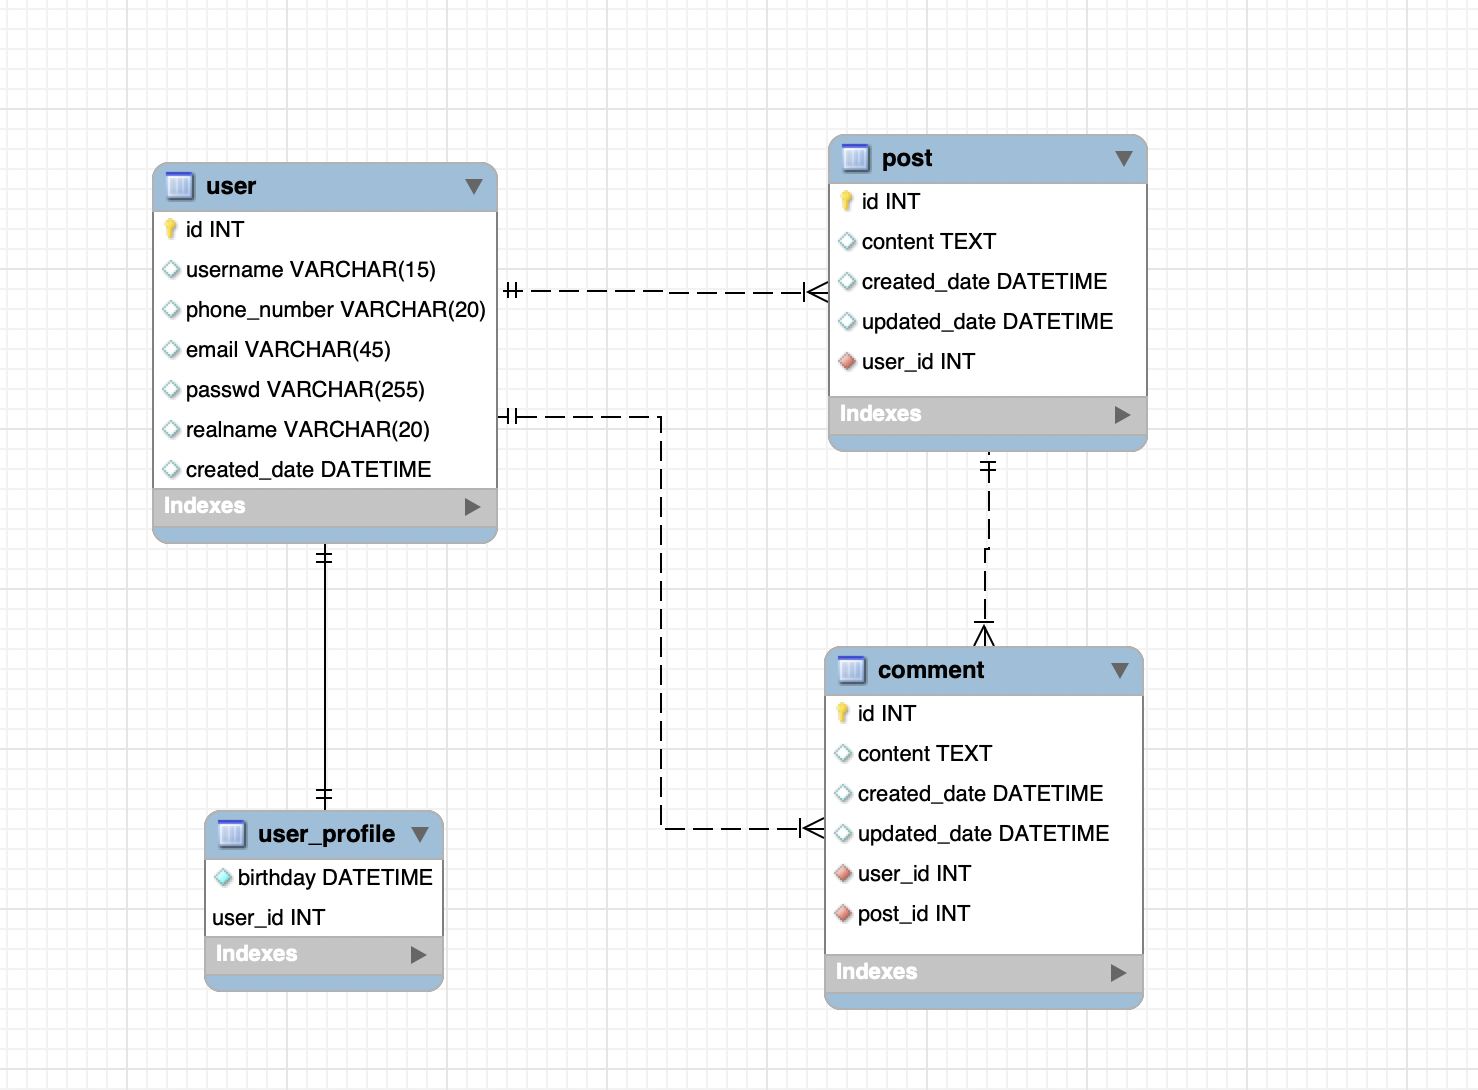 user
id INT
username VARCHAR(15)
phone_number VARCHAR(20)
email VARCHAR(45)
passwd VARCHAR(255)
realname VARCHAR(20)
created_date DATETIME
Indexes
post
id INT
content TEXT
created_date DATETIME
updated_date DATETIME
user_id INT
Indexes
user_profile
birthday DATETIME
user_id INT
Indexes
comment
id INT
content TEXT
created_date DATETIME
updated_date DATETIME
user_id INT
post_id INT
Indexes